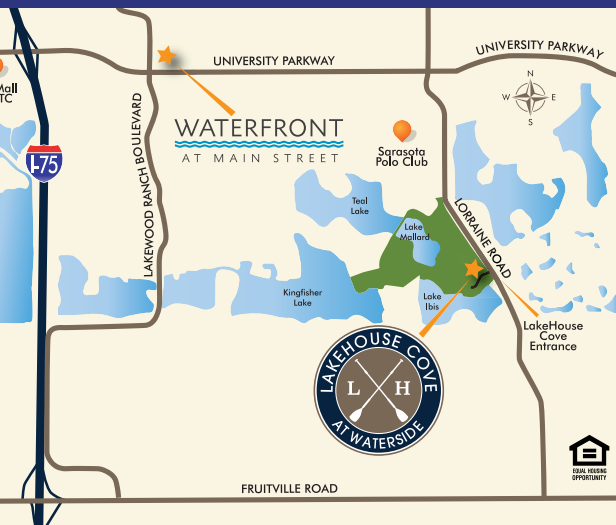 UNIVERSITY PARKWAY
UNIVERSITY PARKWAY
Mall
TC
N
W E
S
I-75
LAKEWOOD RANCH BOULEVARD
WATERFRONT
AT MAIN STREET
Sarasota
Polo Club
Teal
Lake
Lake
Mallard
LORRAINE ROAD
Kingfisher
Lake
Lake
Ibis
LakeHouse
Cove
Entrance
LAKEHOUSE COVE
L H
AT WATERSIDE
EQUAL HOUSING
OPPORTUNITY
FRUITVILLE ROAD